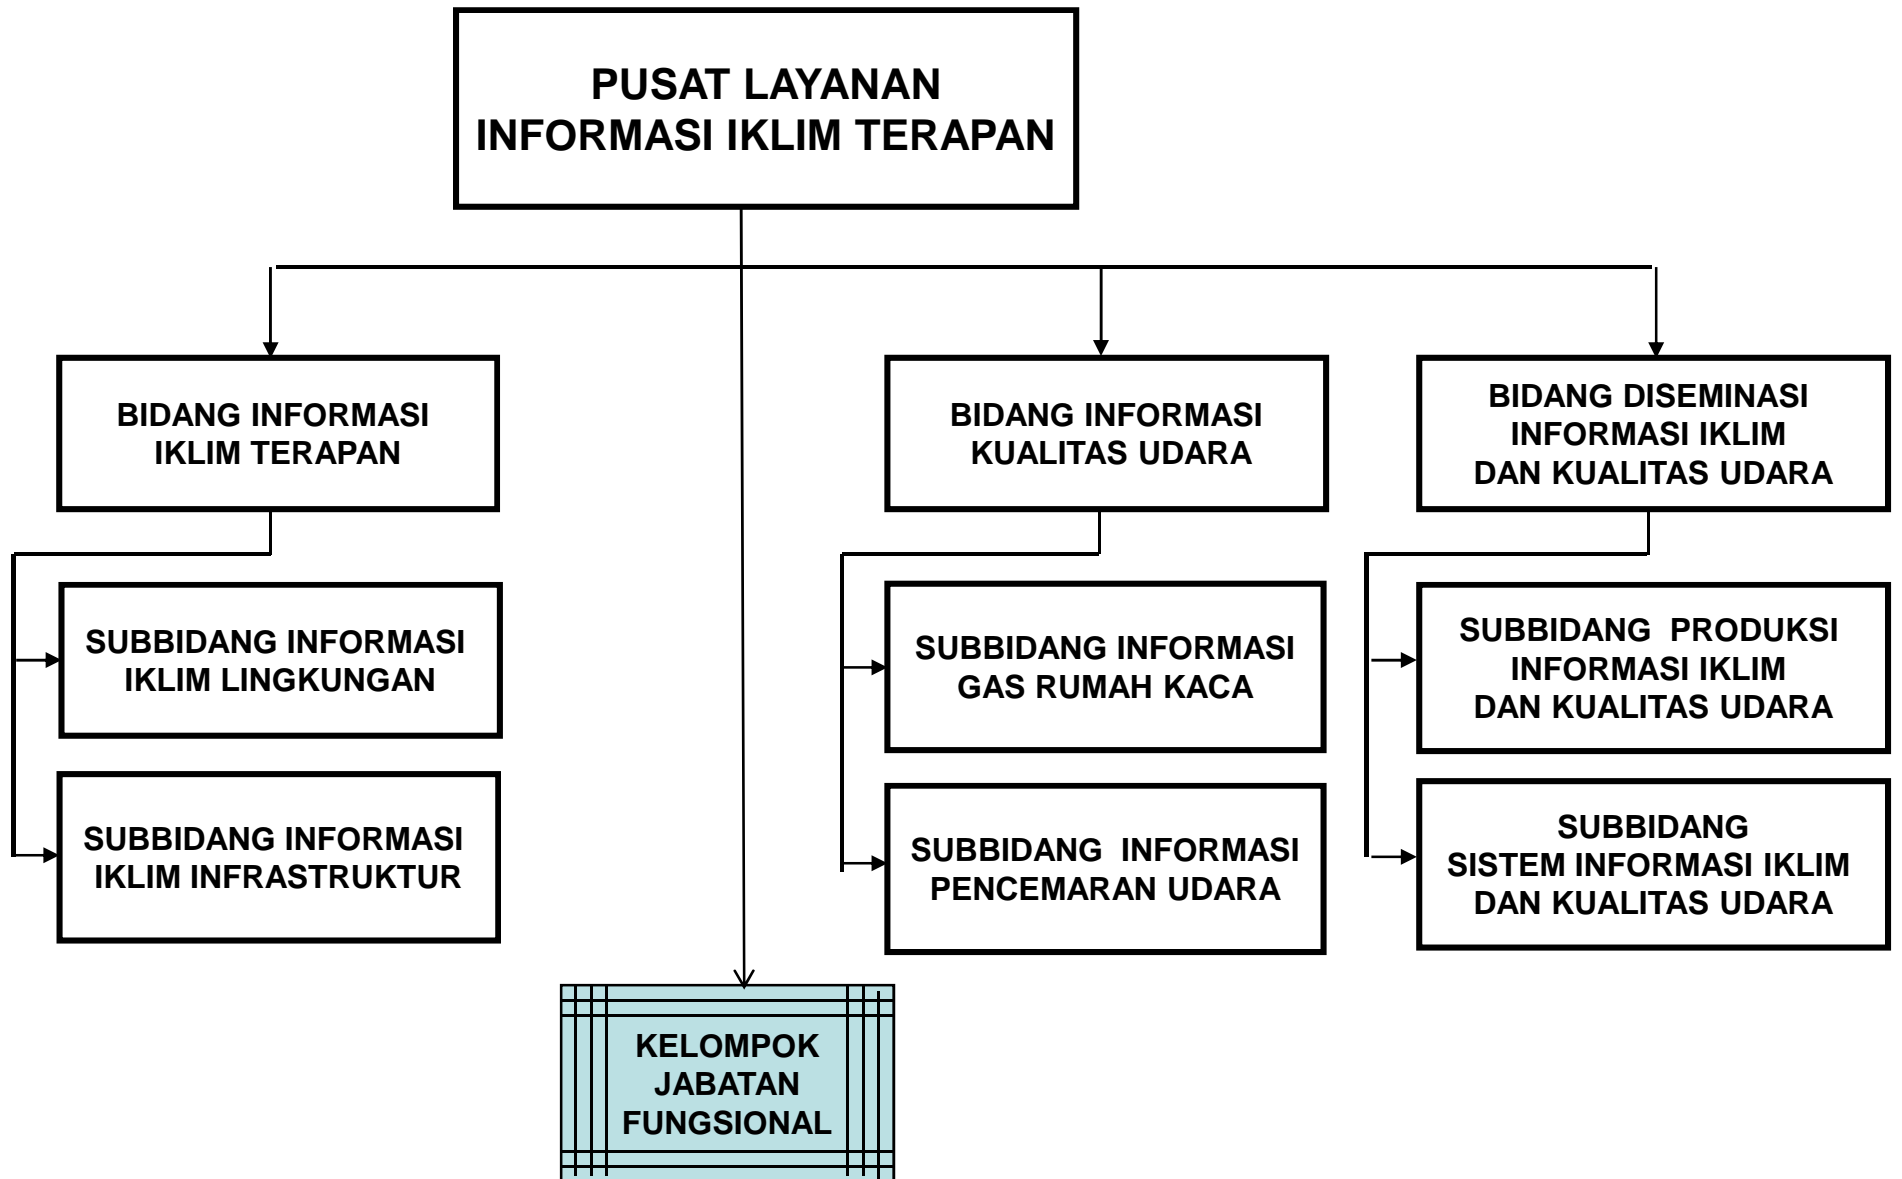 PUSAT LAYANAN
INFORMASI IKLIM TERAPAN
BIDANG INFORMASI
IKLIM TERAPAN
SUBBIDANG INFORMASI
IKLIM LINGKUNGAN
SUBBIDANG INFORMASI
IKLIM INFRASTRUKTUR
BIDANG INFORMASI
KUALITAS UDARA
SUBBIDANG INFORMASI
GAS RUMAH KACA
SUBBIDANG INFORMASI
PENCEMARAN UDARA
BIDANG DISEMINASI
INFORMASI IKLIM
DAN KUALITAS UDARA
SUBBIDANG PRODUKSI
INFORMASI IKLIM
DAN KUALITAS UDARA
SUBBIDANG
SISTEM INFORMASI IKLIM
DAN KUALITAS UDARA
KELOMPOK
JABATAN
FUNGSIONAL